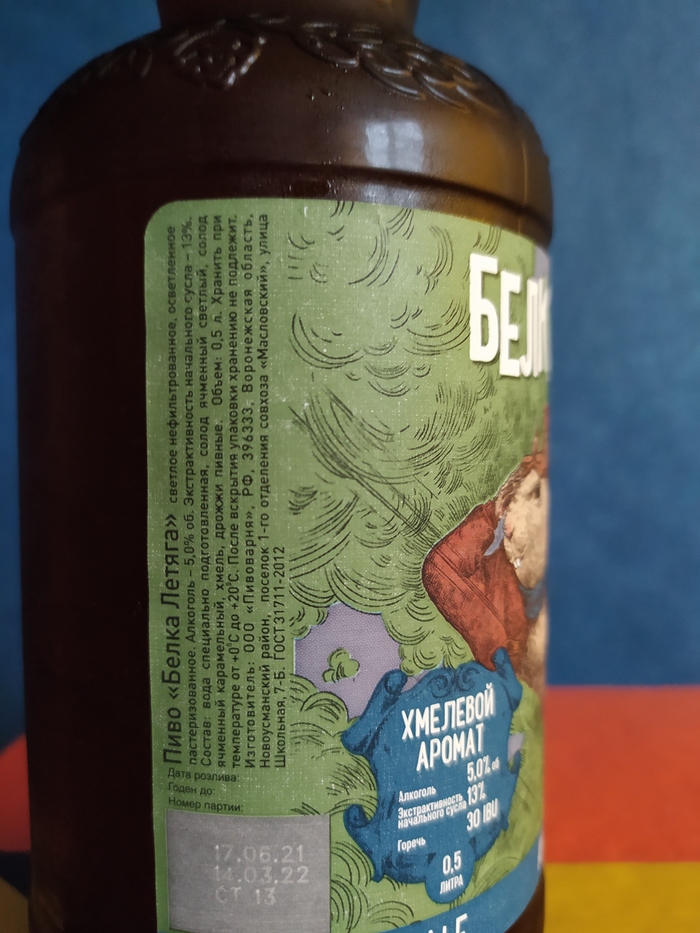 Пиво «Белка Летяга» светлое нефильтрованное, осветленное
пастеризованное. Алкоголь – 5,0% об. Экстрактивность начального сусла – 13%.
Состав: вода специально подготовленная, солод ячменный светлый, солод
ячменный карамельный, хмель, дрожжи пивные. Объем: 0,5 л. Хранить при
температуре от +0°С до +20°С. После вскрытия упаковки хранению не подлежит.
Изготовитель: ООО «Пивоварня», РФ, 396333, Воронежская область,
Новоусманский район, поселок 1-го отделения совхоза «Масловский», улица
Школьная, 7-Б. ГОСТ31711-2012
Дата розлива:
Годен до:
Номер партии:
17.06.21
14.03.22
СТ 13
БЕЛК
ХМЕЛЕВОЙ
АРОМАТ
Алкоголь 5,0% об
Экстрактивность
начального сусла 13%
Горечь 30 IBU
0,5
ЛИТРА